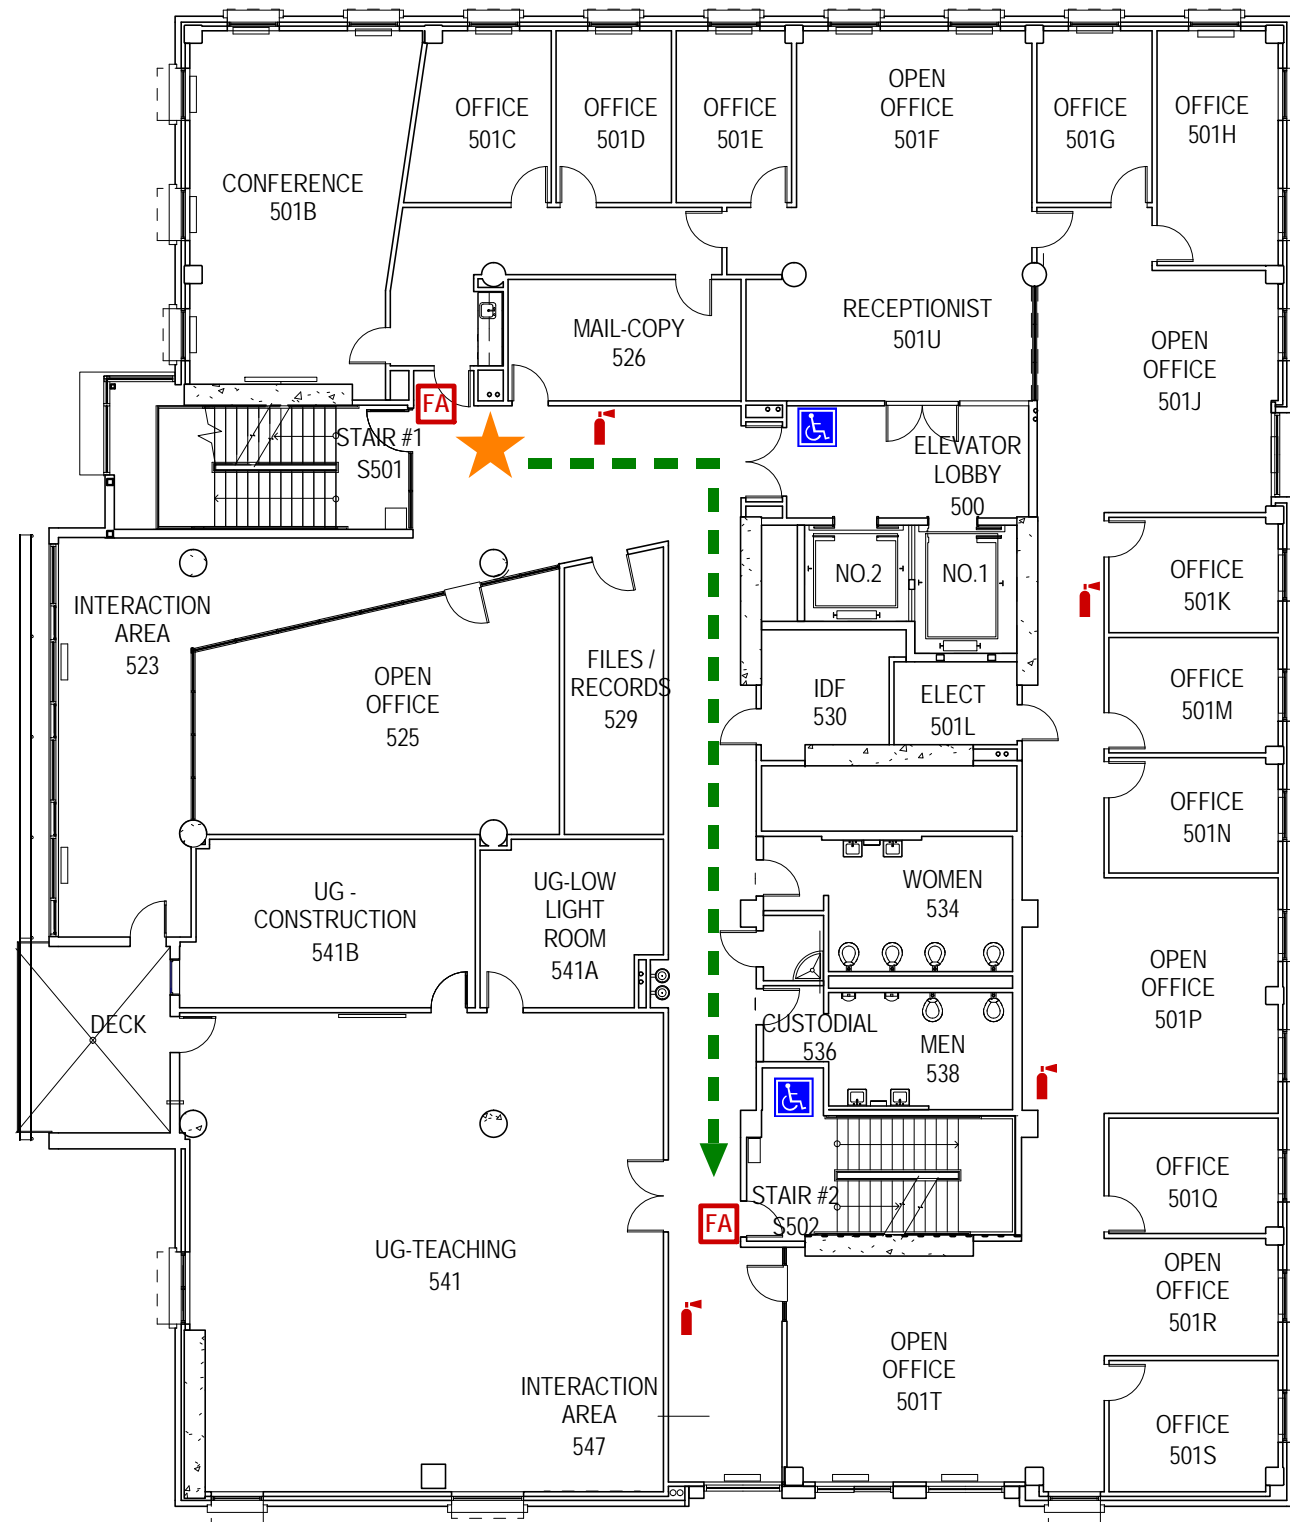 OFFICE
501C
OFFICE
501D
OFFICE
501E
OPEN
OFFICE
501F
OFFICE
501G
OFFICE
501H
CONFERENCE
501B
MAIL-COPY
526
RECEPTIONIST
501U
OPEN
OFFICE
501J
FA
STAIR #1
S501
ELEVATOR
LOBBY
500
NO.2
NO.1
OFFICE
501K
INTERACTION
AREA
523
OPEN
OFFICE
525
FILES /
RECORDS
529
IDF
530
ELECT
501L
OFFICE
501M
OFFICE
501N
UG -
CONSTRUCTION
541B
UG-LOW
LIGHT
ROOM
541A
WOMEN
534
OPEN
OFFICE
501P
DECK
CUSTODIAL
536
MEN
538
STAIR #2
S502
FA
OFFICE
501Q
UG-TEACHING
541
OPEN
OFFICE
501R
OPEN
OFFICE
501T
INTERACTION
AREA
547
OFFICE
501S